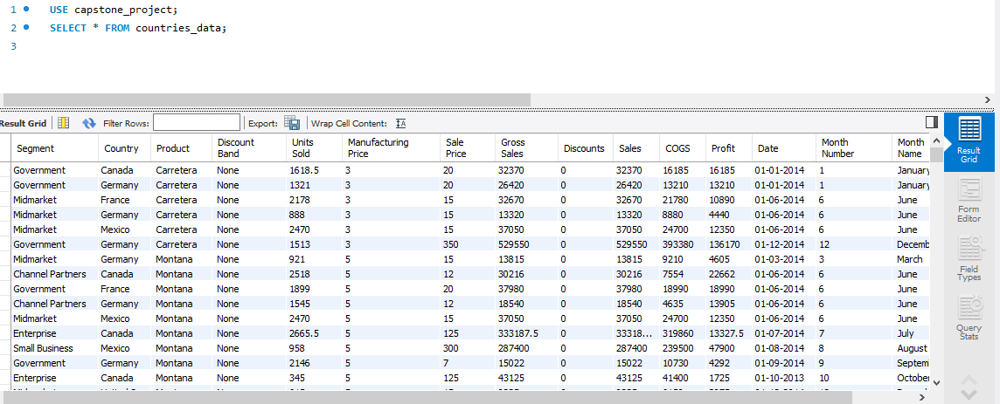 1 USE capstone_project;
2 SELECT * FROM countries_data;
3
Result Grid Filter Rows: Export: Wrap Cell Content:
Segment Country Product Discount Band Units Sold Manufacturing Price Sale Price Gross Sales Discounts Sales COGS Profit Date Month Number Month Name
Government Canada Carretera None 1618.5 3 20 32370 0 32370 16185 16185 01-01-2014 1 January
Government Germany Carretera None 1321 3 20 26420 0 26420 13210 13210 01-01-2014 1 January
Midmarket France Carretera None 2178 3 15 32670 0 32670 21780 10890 01-06-2014 6 June
Midmarket Germany Carretera None 888 3 15 13320 0 13320 8880 4440 01-06-2014 6 June
Midmarket Mexico Carretera None 2470 3 15 37050 0 37050 24700 12350 01-06-2014 6 June
Government Germany Carretera None 1513 3 350 529550 0 529550 393380 136170 01-12-2014 12 Decemb
Midmarket Germany Montana None 921 5 15 13815 0 13815 9210 4605 01-03-2014 3 March
Channel Partners Canada Montana None 2518 5 12 30216 0 30216 7554 22662 01-06-2014 6 June
Government France Montana None 1899 5 20 37980 0 37980 18990 18990 01-06-2014 6 June
Channel Partners Germany Montana None 1545 5 12 18540 0 18540 4635 13905 01-06-2014 6 June
Midmarket Mexico Montana None 2470 5 15 37050 0 37050 24700 12350 01-06-2014 6 June
Enterprise Canada Montana None 2665.5 5 125 333187.5 0 33318... 319860 13327.5 01-07-2014 7 July
Small Business Mexico Montana None 958 5 300 287400 0 287400 239500 47900 01-08-2014 8 August
Government Germany Montana None 2146 5 7 15022 0 15022 10730 4292 01-09-2014 9 Septem
Enterprise Canada Montana None 345 5 125 43125 0 43125 41400 1725 01-10-2013 10 October
Result Grid
Form Editor
Field Types
Query Stats